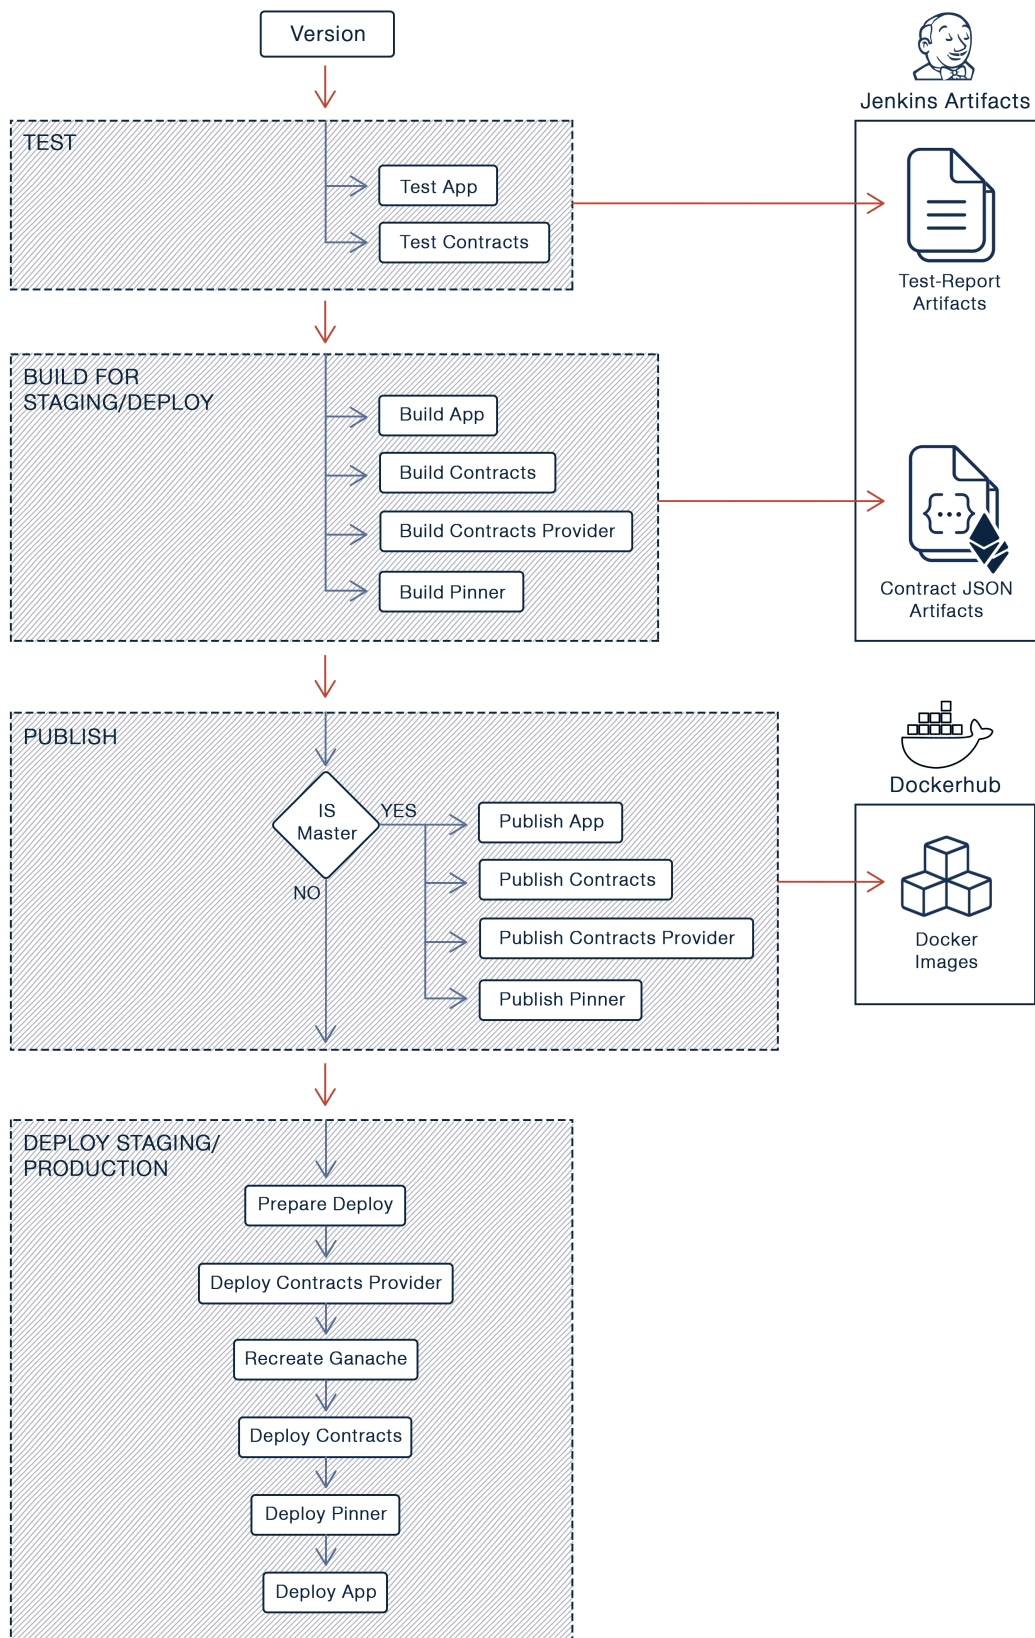 Version
Jenkins Artifacts
TEST
Test App
Test Contracts
Test-Report
Artifacts
BUILD FOR
STAGING/DEPLOY
Build App
Build Contracts
Build Contracts Provider
Build Pinner
{...}
Contract JSON
Artifacts
PUBLISH
IS
Master
YES
NO
Publish App
Publish Contracts
Publish Contracts Provider
Publish Pinner
Dockerhub
Docker
Images
DEPLOY STAGING/
PRODUCTION
Prepare Deploy
Deploy Contracts Provider
Recreate Ganache
Deploy Contracts
Deploy Pinner
Deploy App